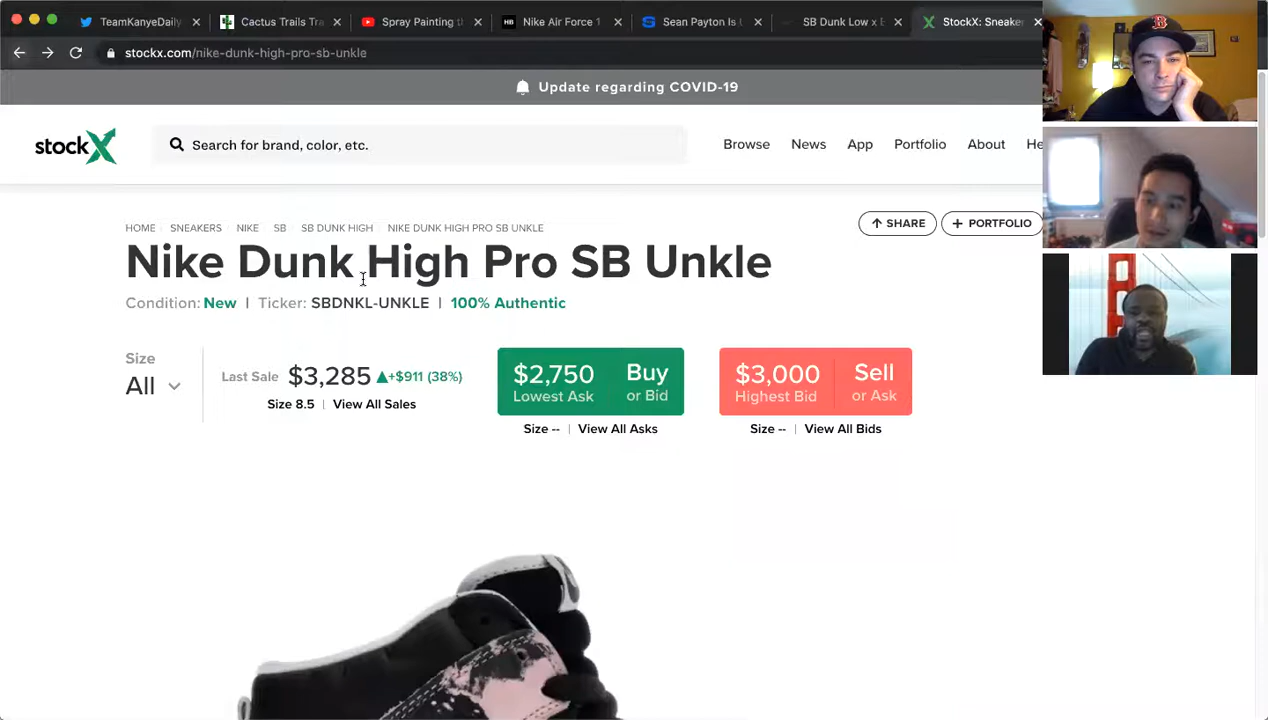 TeamKanyeDaily
Cactus Trails Tra
Spray Painting t
HB Nike Air Force 1
Sean Payton Is
SB Dunk Low x
StockX: Sneake
stockx.com/nike-dunk-high-pro-sb-unkle
Update regarding COVID-19
stockX
Search for brand, color, etc.
Browse News App Portfolio About He
HOME SNEAKERS NIKE SB SB DUNK HIGH NIKE DUNK HIGH PRO SB UNKLE
SHARE
+ PORTFOLIO
Nike Dunk High Pro SB Unkle
Condition: New | Ticker: SBDNKL-UNKLE | 100% Authentic
Size
All
Last Sale $3,285 ▲+$911 (38%)
Size 8.5 | View All Sales
$2,750 Buy
Lowest Ask or Bid
Size -- | View All Asks
$3,000 Sell
Highest Bid or Ask
Size -- | View All Bids
B